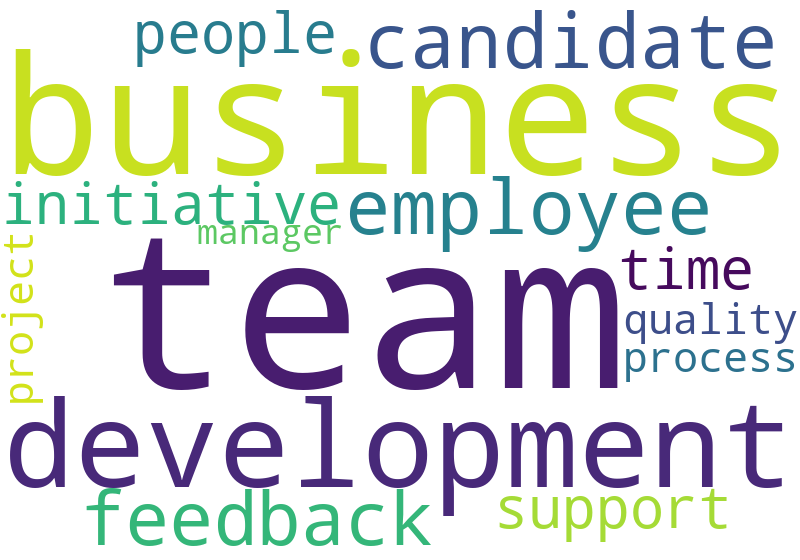 people
candidate
business
initiative
employee
manager
project
team
time
quality
process
development
feedback
support